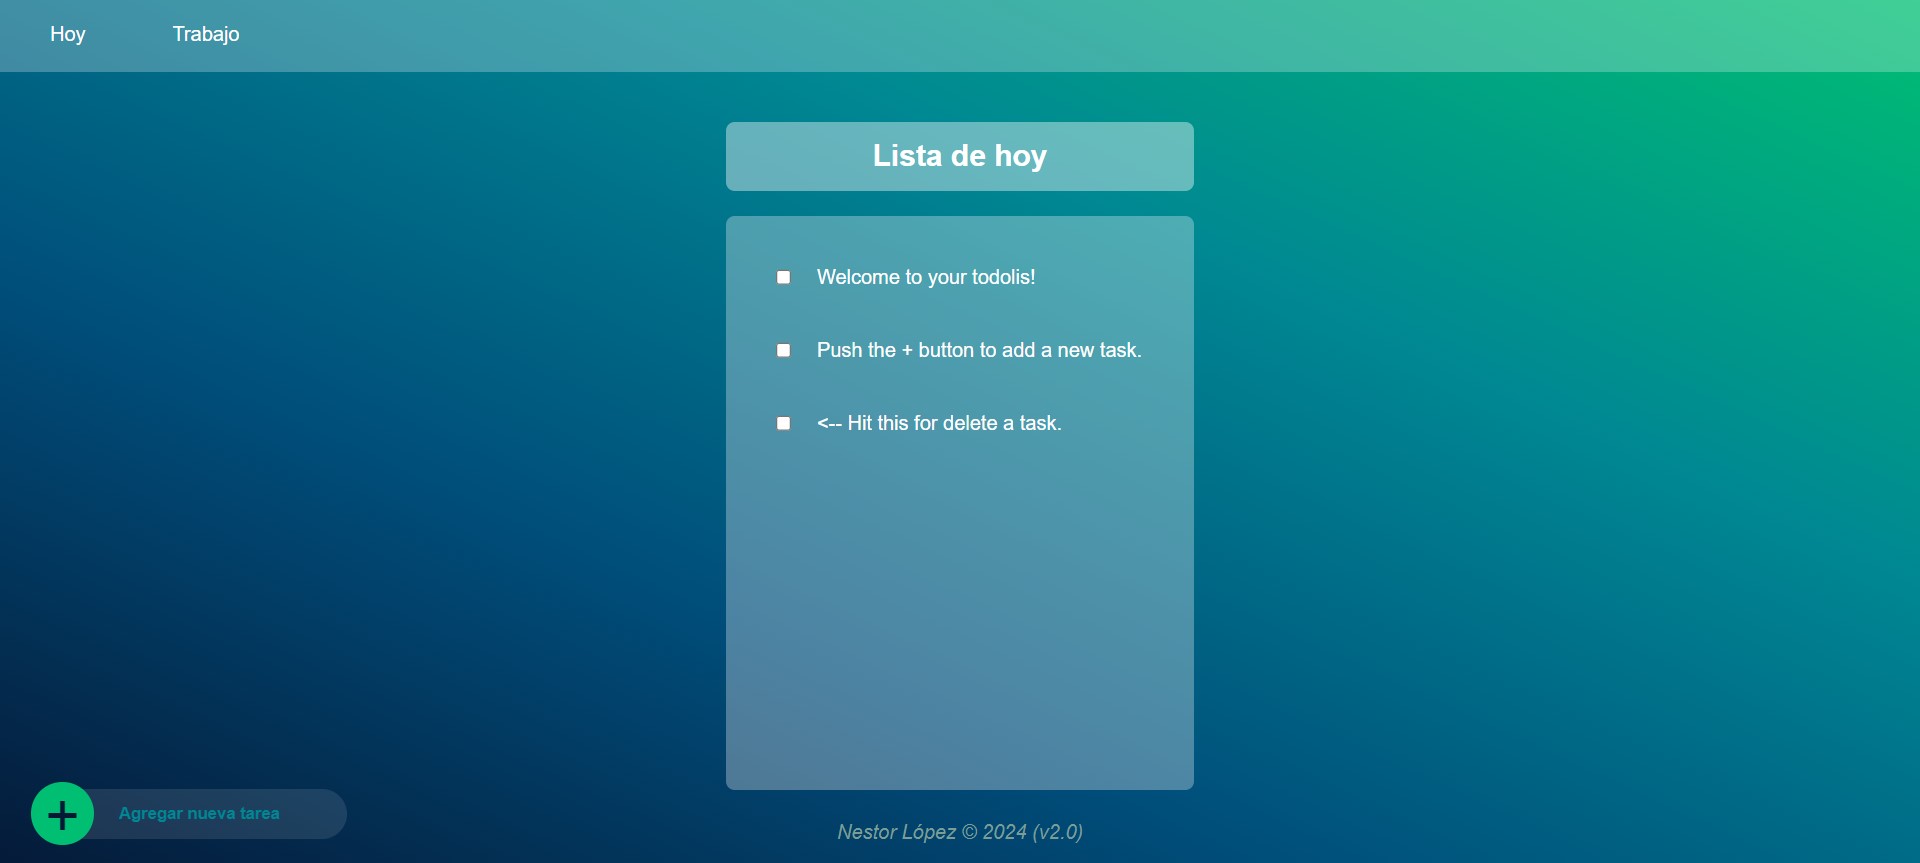 Hoy
Trabajo
Lista de hoy
Welcome to your todolis!
Push the + button to add a new task.
<-- Hit this for delete a task.
+
Agregar nueva tarea
Nestor López © 2024 (v2.0)